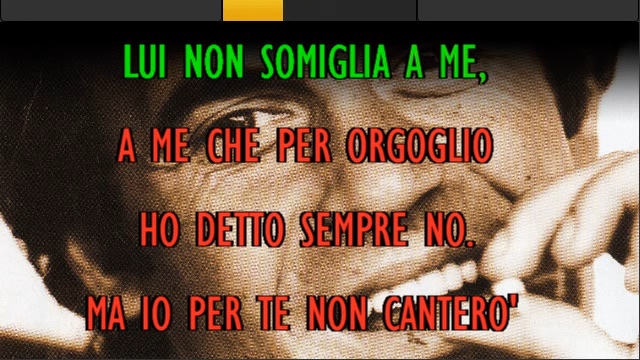 LUI NON SOMIGLIA A ME,
A ME CHE PER ORGOGLIO
HO DETTO SEMPRE NO.
MA IO PER TE NON CANTERO'